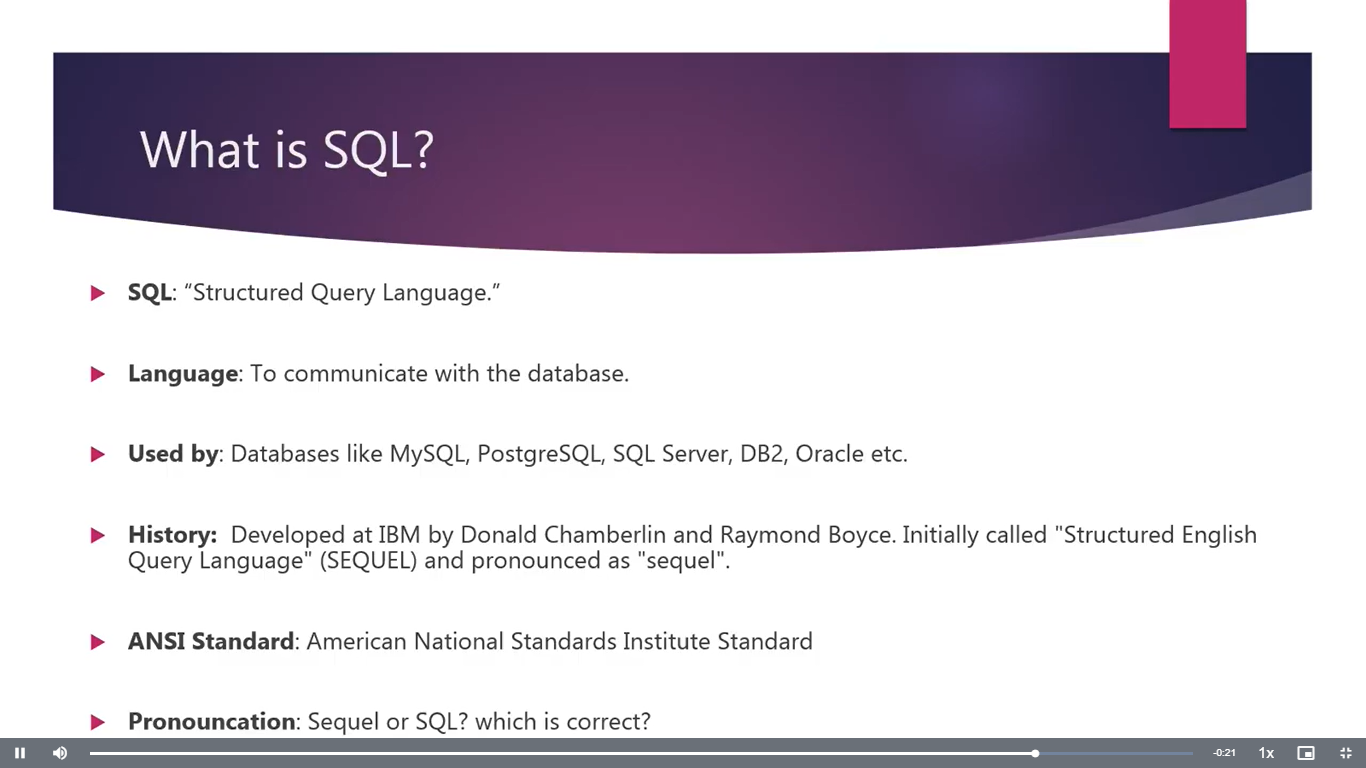 What is SQL?
SQL: “Structured Query Language.”
Language: To communicate with the database.
Used by: Databases like MySQL, PostgreSQL, SQL Server, DB2, Oracle etc.
History:  Developed at IBM by Donald Chamberlin and Raymond Boyce. Initially called "Structured English
Query Language" (SEQUEL) and pronounced as "sequel".
ANSI Standard: American National Standards Institute Standard
Pronouncation: Sequel or SQL? which is correct?
-0:21 1x